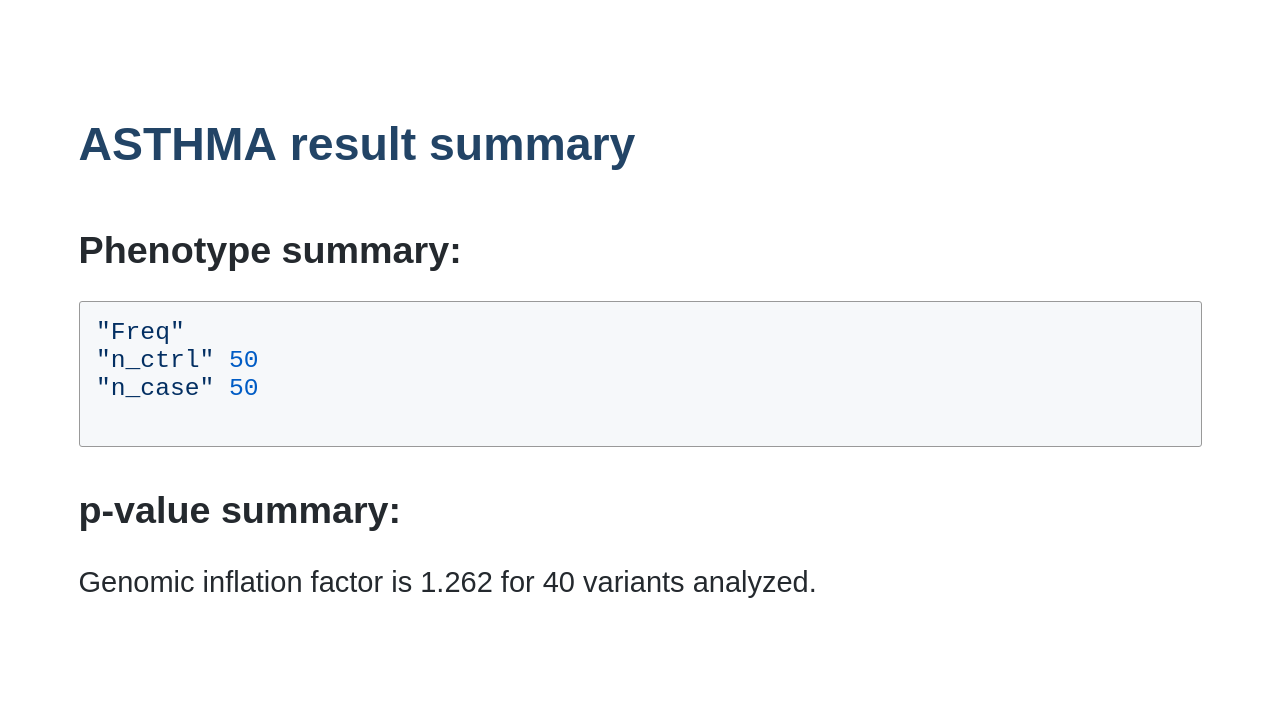 ASTHMA result summary
Phenotype summary:
"Freq"
"n_ctrl" 50
"n_case" 50
p-value summary:
Genomic inflation factor is 1.262 for 40 variants analyzed.